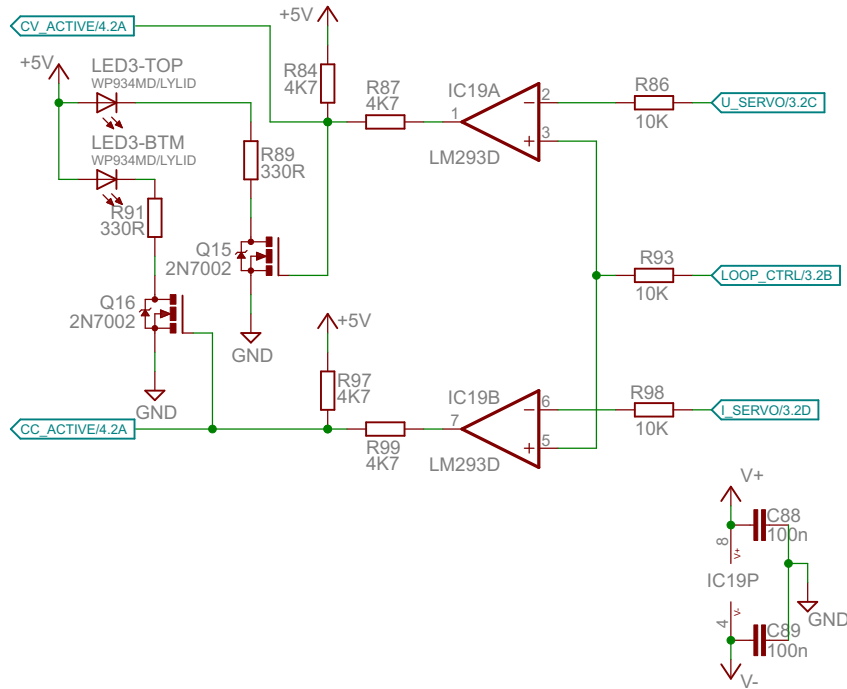 CV_ACTIVE/4.2A
+5V
+5V
LED3-TOP
WP934MD/LYLID
R84
4K7
R87
4K7
IC19A
1
2
3
LM293D
R86
10K
U_SERVO/3.2C
LED3-BTM
WP934MD/LYLID
R89
330R
R91
330R
Q15
2N7002
R93
10K
LOOP_CTRL/3.2B
Q16
2N7002
GND
+5V
GND
R97
4K7
IC19B
7
6
5
LM293D
R98
10K
I_SERVO/3.2D
CC_ACTIVE/4.2A
R99
4K7
V+
C88
100n
8
V+
IC19P
GND
4
V-
C89
100n
V-